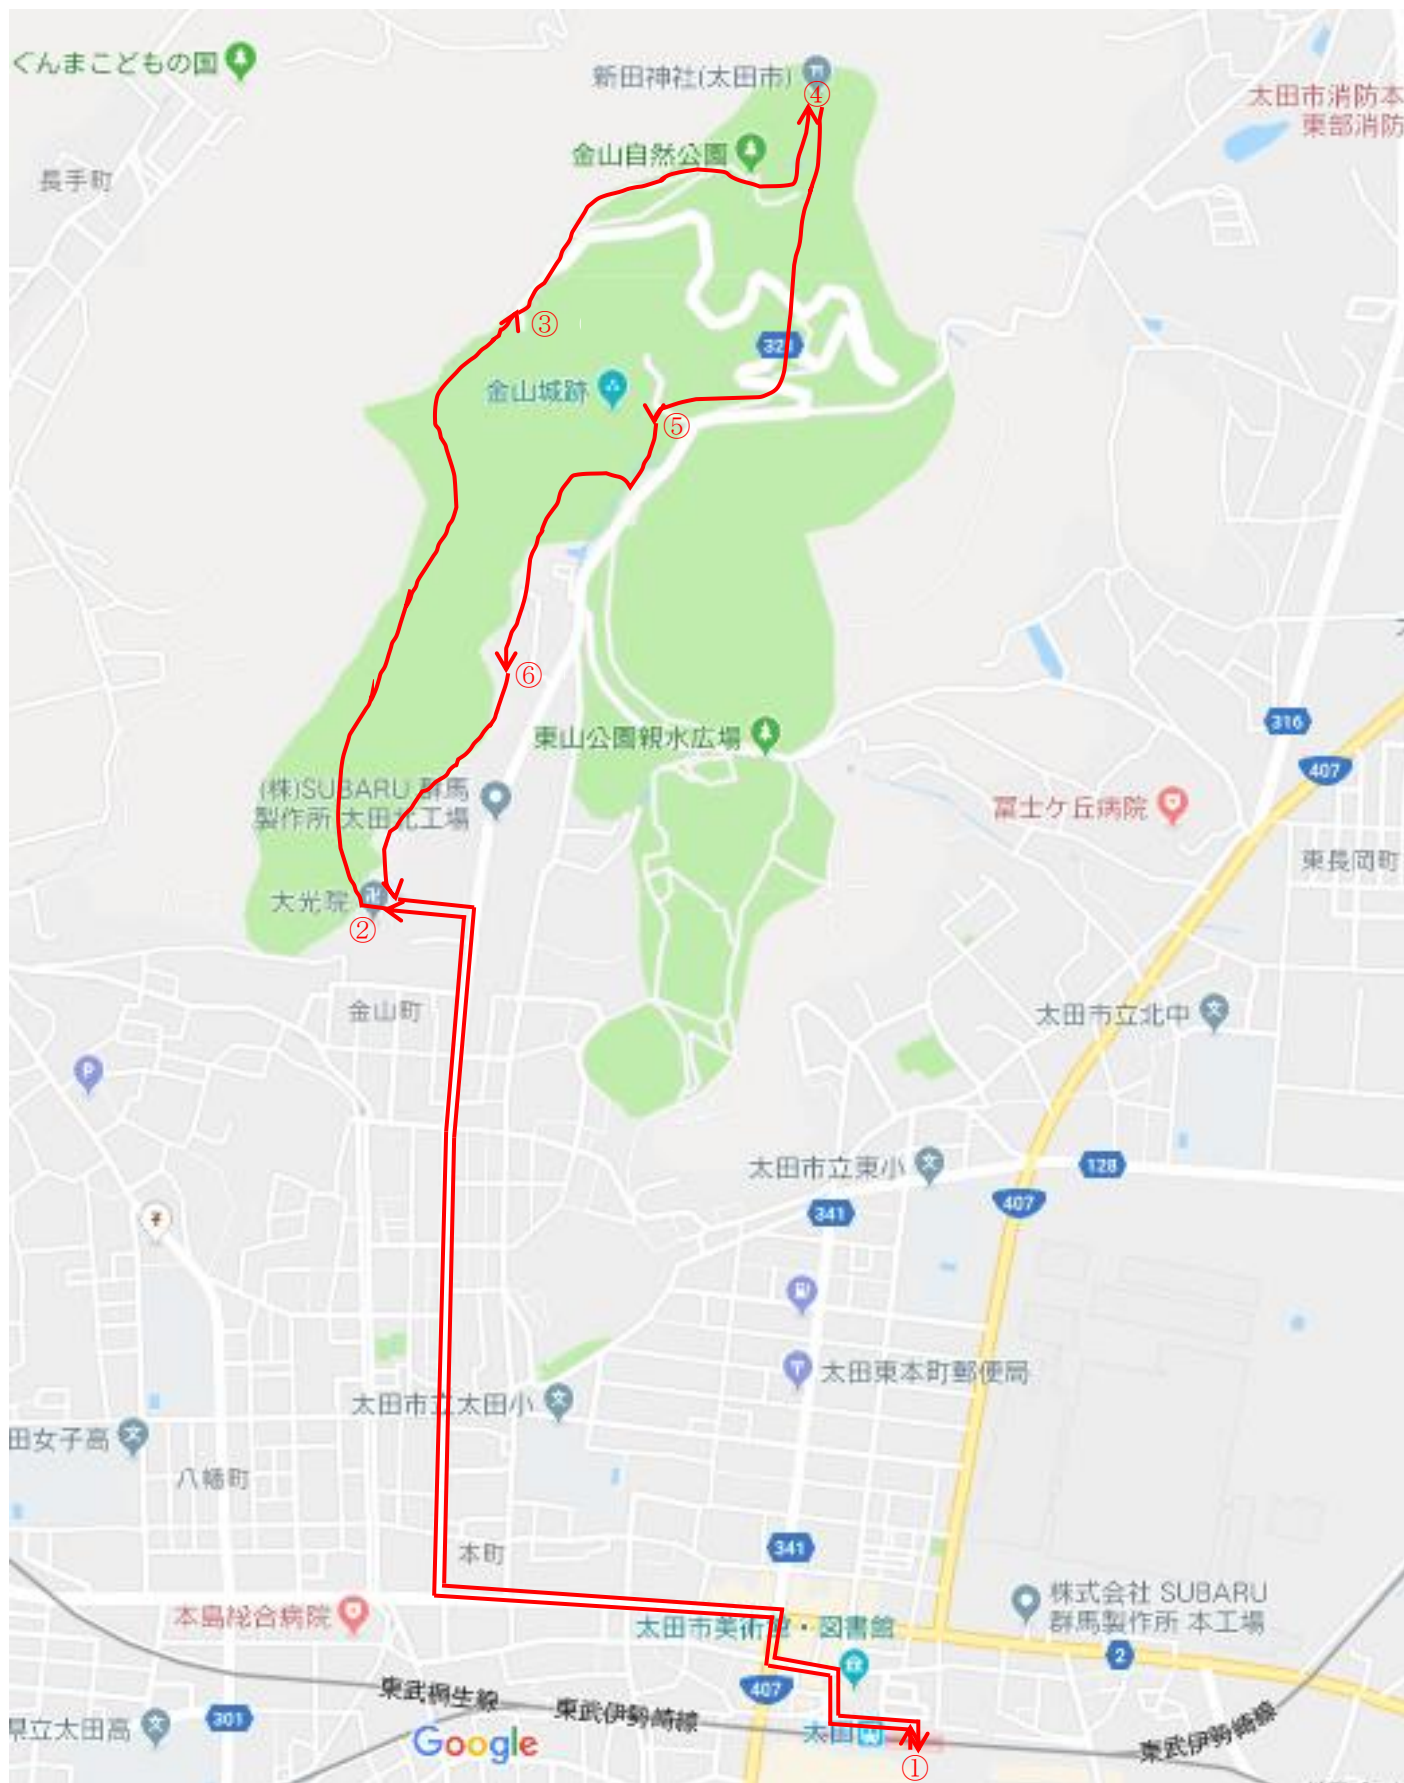 ぐんまこどもの国
新田神社(太田市)
④
太田市消防本
東部消防
金山自然公園
長手町
③
328
金山城跡
⑤
⑥
316
東山公園親水広場
407
(株)SUBARU 群馬
製作所 太田北工場
富士ケ丘病院
東長岡町
大光院
②
金山町
太田市立北中
P
太田市立東小
文
128
407
341
太田東本町郵便局
太田市立太田小
文
田女子高
文
八幡町
本町
341
本島総合病院
株式会社 SUBARU
群馬製作所 本工場
太田市美術館・図書館
2
407
東武桐生線
東武伊勢崎線
301
県立太田高
文
Google
太田
東武伊勢崎線
①